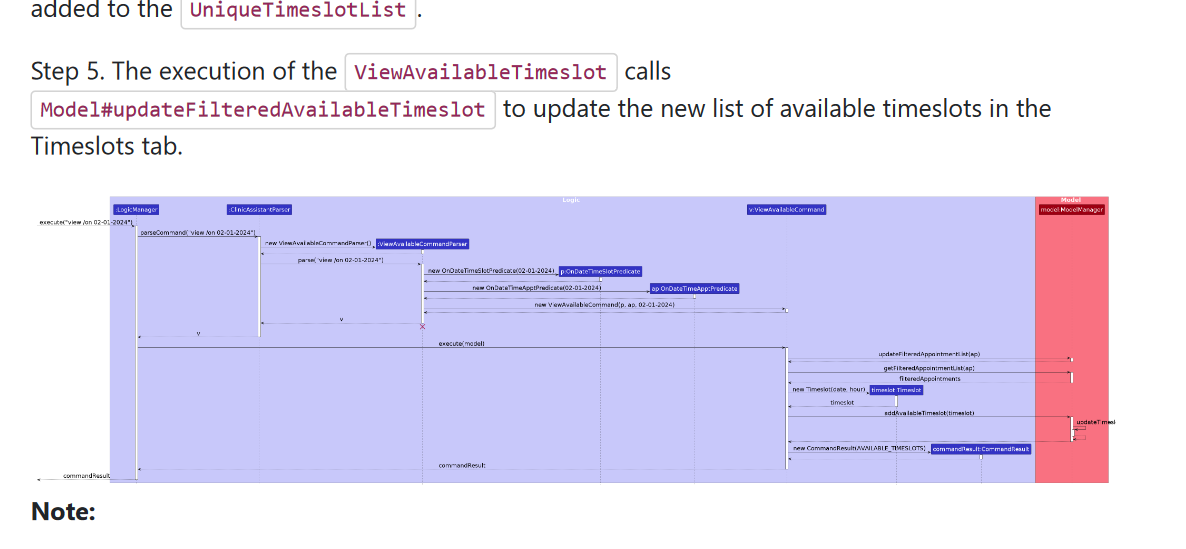 added to the UniqueTimeslotList .
Step 5. The execution of the ViewAvailableTimeslot calls
Model#updateFilteredAvailableTimeslot to update the new list of available timeslots in the
Timeslots tab.
Logic
Model
:LogicManager
:ClinicAssistantParser
v:ViewAvailableCommand
model:ModelManager
execute("view /on 02-01-2024")
parseCommand("view /on 02-01-2024")
new ViewAvailableCommandParser()
:ViewAvailableCommandParser
parse("view /on 02-01-2024")
new OnDateTimeSlotPredicate(02-01-2024)
p:OnDateTimeSlotPredicate
new OnDateTimeApptPredicate(02-01-2024)
ap:OnDateTimeApptPredicate
new ViewAvailableCommand(p, ap, 02-01-2024)
v
v
execute(model)
updateFilteredAppointmentList(ap)
getFilteredAppointmentList(ap)
filteredAppointments
new Timeslot(date, hour)
timeslot:Timeslot
timeslot
addAvailableTimeslot(timeslot)
updateTimesl
new CommandResult(AVAILABLE_TIMESLOTS)
commandResult:CommandResult
commandResult
commandResult
Note: